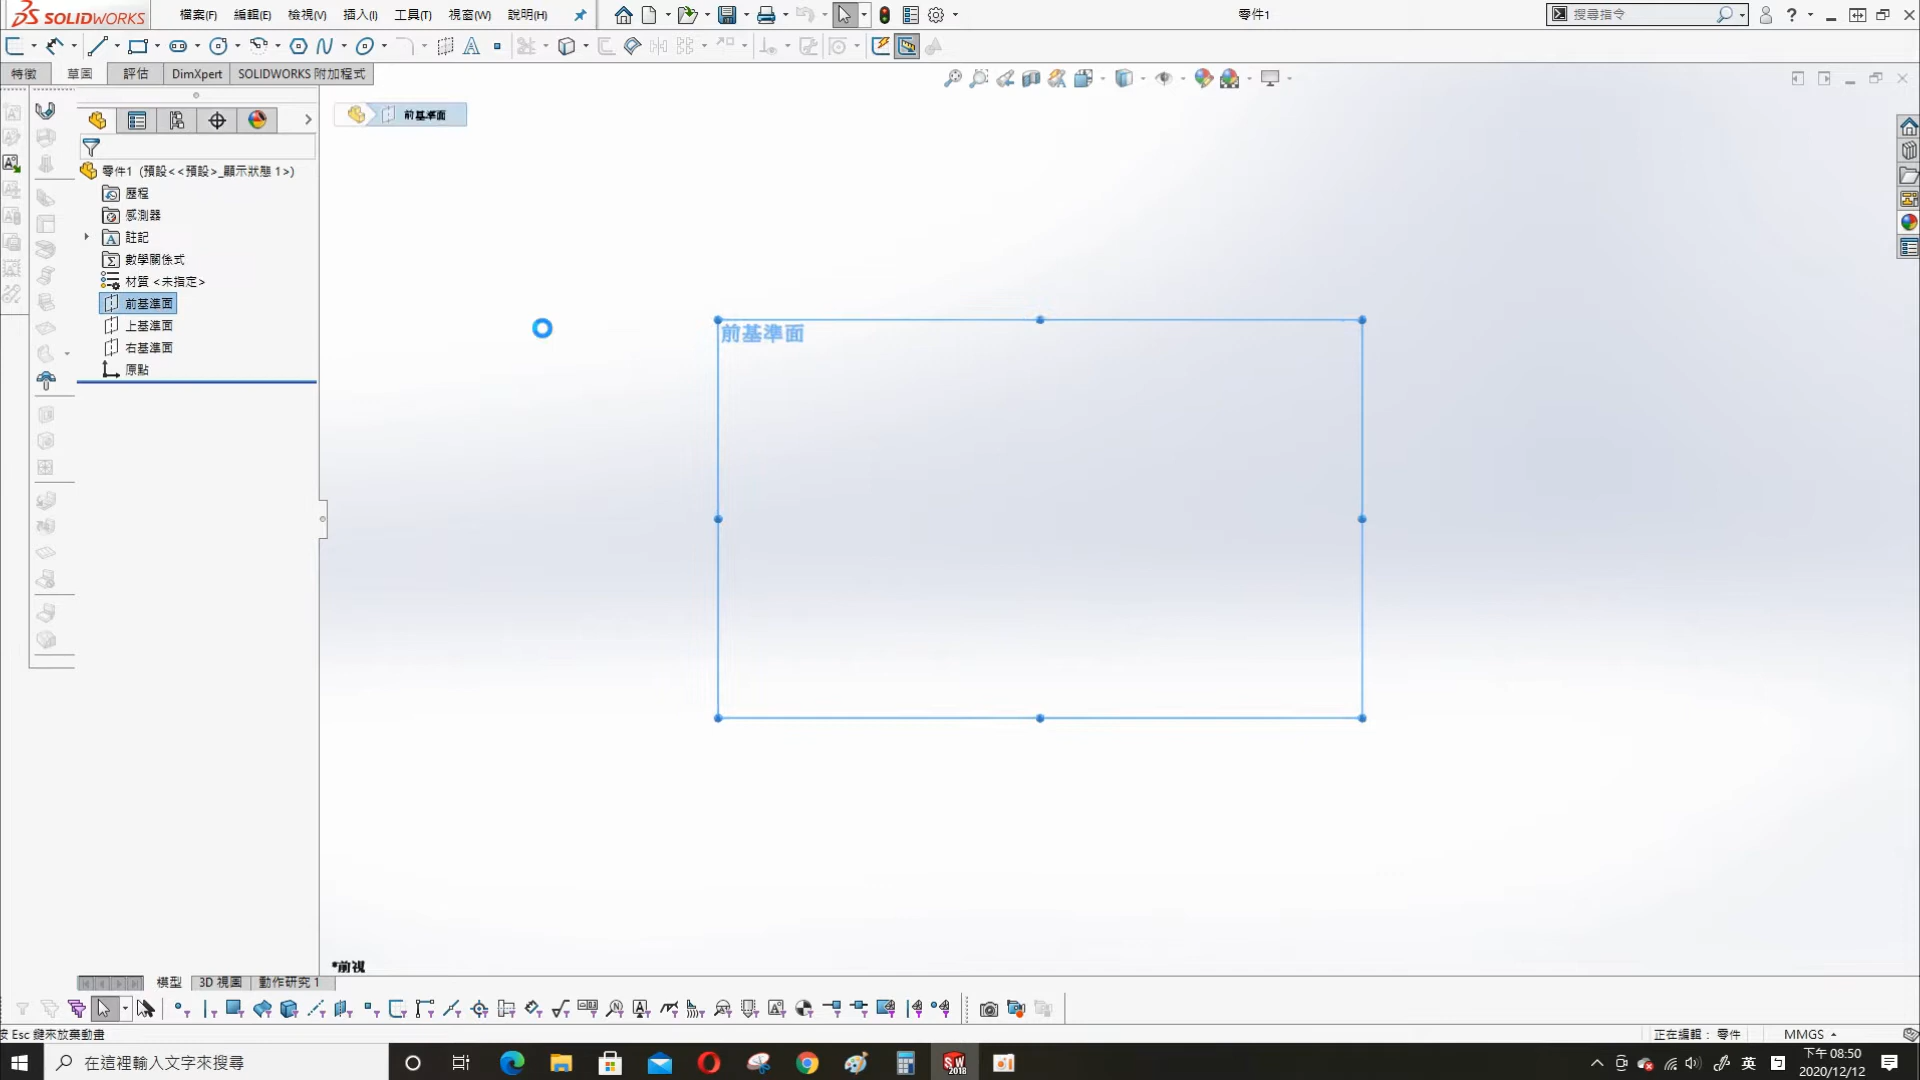 SOLIDWORKS
檔案(F) 編輯(E) 檢視(V) 插入(I) 工具(T) 視窗(W) 說明(H)
零件1
搜尋指令
特徵 草圖 評估 DimXpert SOLIDWORKS 附加程式
前基準面
零件1 (預設<<預設>_顯示狀態 1>)
歷程
感測器
註記
數學關係式
材質 <未指定>
前基準面
上基準面
右基準面
原點
前基準面
*前視
模型 3D 視圖 動作研究 1
按 Esc 鍵來放棄動畫
正在編輯： 零件
MMGS
在這裡輸入文字來搜尋
SW
2018
英
下午 08:50
2020/12/12